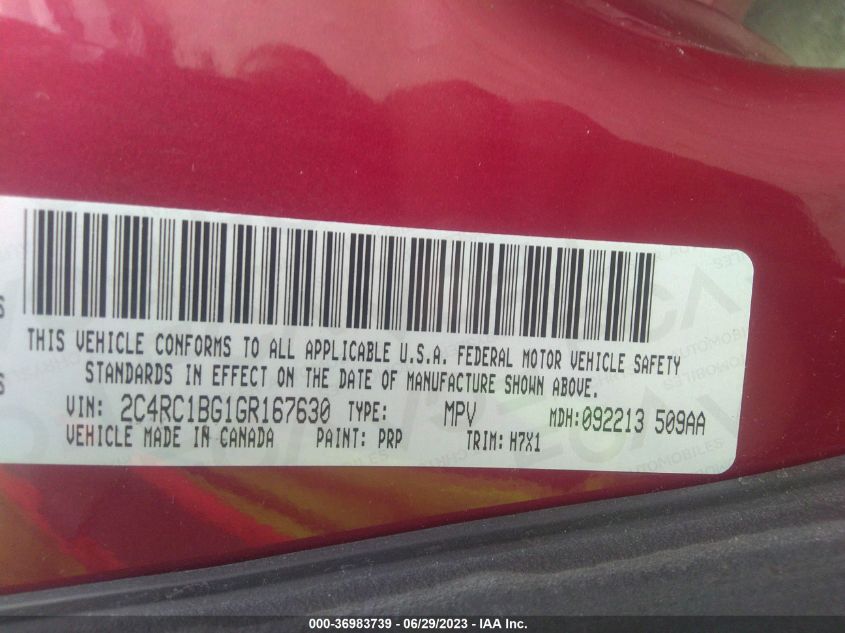 S
THIS VEHICLE CONFORMS TO ALL APPLICABLE U.S.A. FEDERAL MOTOR VEHICLE SAFETY
S
STANDARDS IN EFFECT ON THE DATE OF MANUFACTURE SHOWN ABOVE.
VIN: 2C4RC1BG1GR167630 TYPE: MPV MDH:092213 509AA
VEHICLE MADE IN CANADA PAINT: PRP TRIM: H7X1
000-36983739 - 06/29/2023 - IAA Inc.